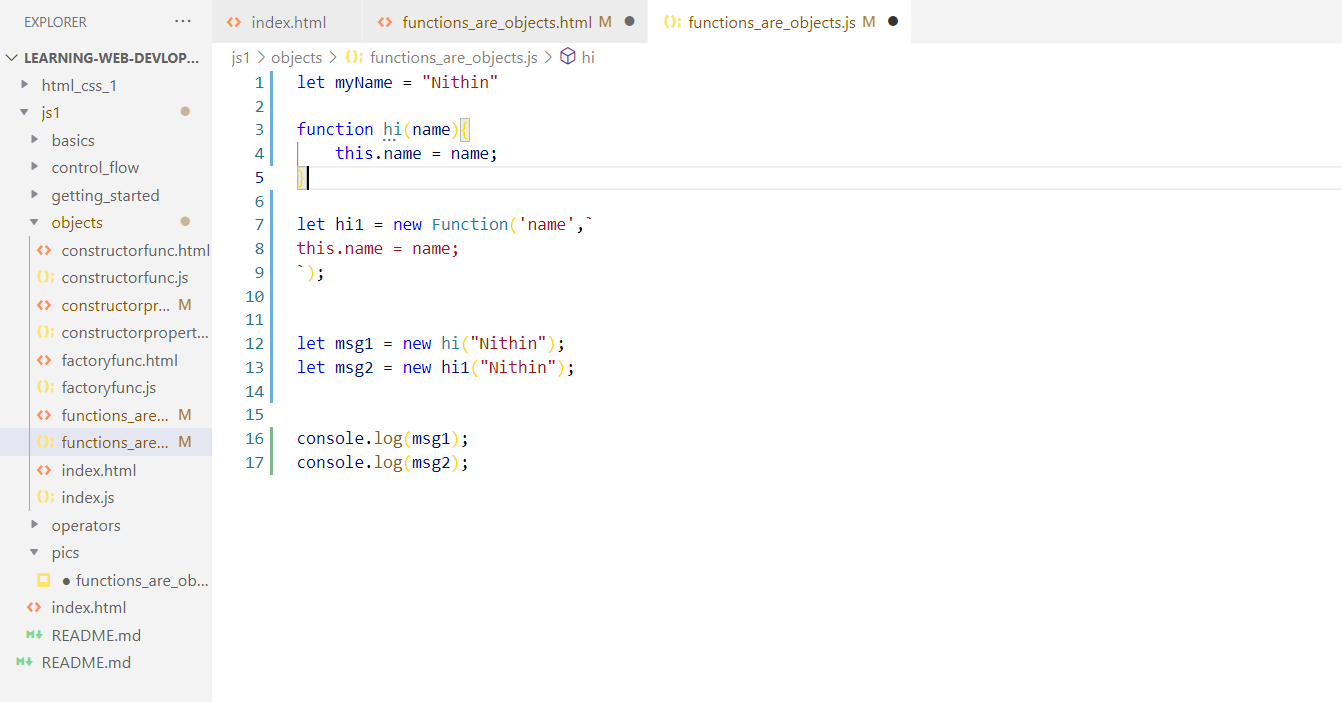 EXPLORER ...
LEARNING-WEB-DEVLOP...
html_css_1
js1
basics
control_flow
getting_started
objects
constructorfunc.html
constructorfunc.js
constructorpr... M
constructorpropert...
factoryfunc.html
factoryfunc.js
functions_are... M
functions_are... M
index.html
index.js
operators
pics
● functions_are_ob...
index.html
README.md
README.md
index.html
functions_are_objects.html M
functions_are_objects.js M
js1 > objects > functions_are_objects.js > hi
1 let myName = "Nithin"
2
3 function hi(name){
4 this.name = name;
5 }
6
7 let hi1 = new Function('name',`
8 this.name = name;
9 `);
10
11
12 let msg1 = new hi("Nithin");
13 let msg2 = new hi1("Nithin");
14
15
16 console.log(msg1);
17 console.log(msg2);